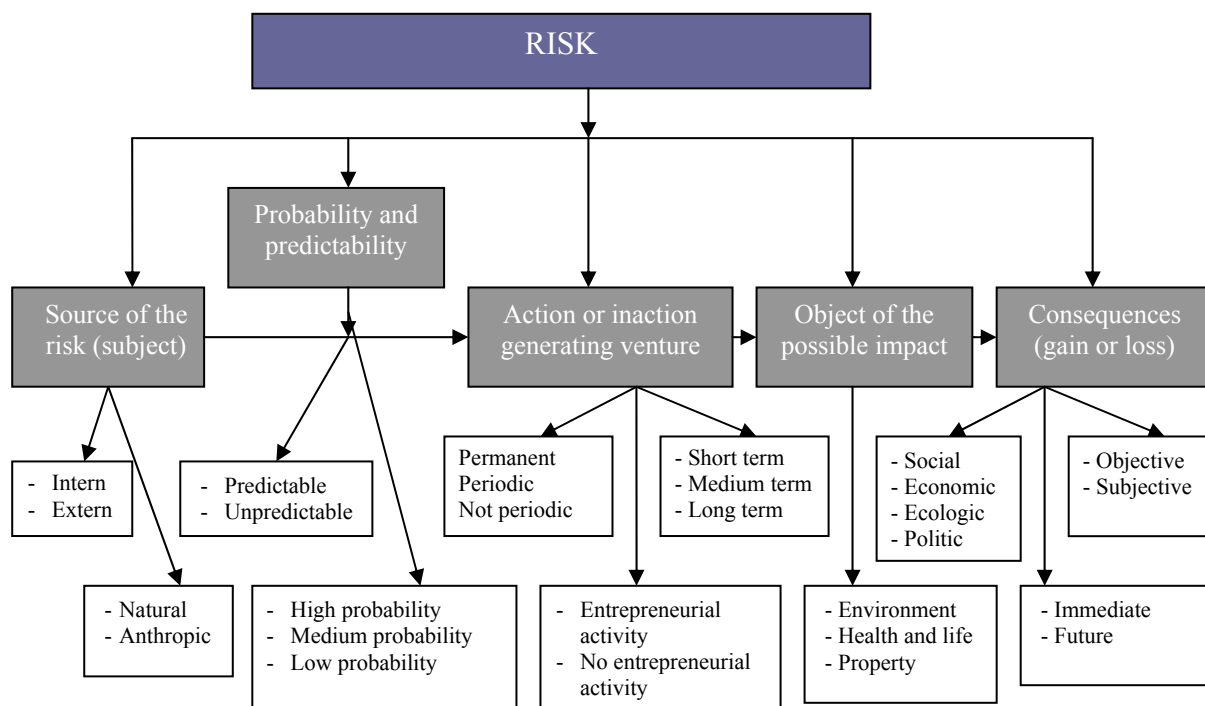 RISK
Probability and
predictability
Source of the
risk (subject)
Action or inaction
generating venture
Object of the
possible impact
Consequences
(gain or loss)
- Intern
- Extern
- Predictable
- Unpredictable
Permanent
Periodic
Not periodic
- Short term
- Medium term
- Long term
- Social
- Economic
- Ecologic
- Politic
- Objective
- Subjective
- Natural
- Anthropic
- High probability
- Medium probability
- Low probability
- Entrepreneurial
activity
- No entrepreneurial
activity
- Environment
- Health and life
- Property
- Immediate
- Future